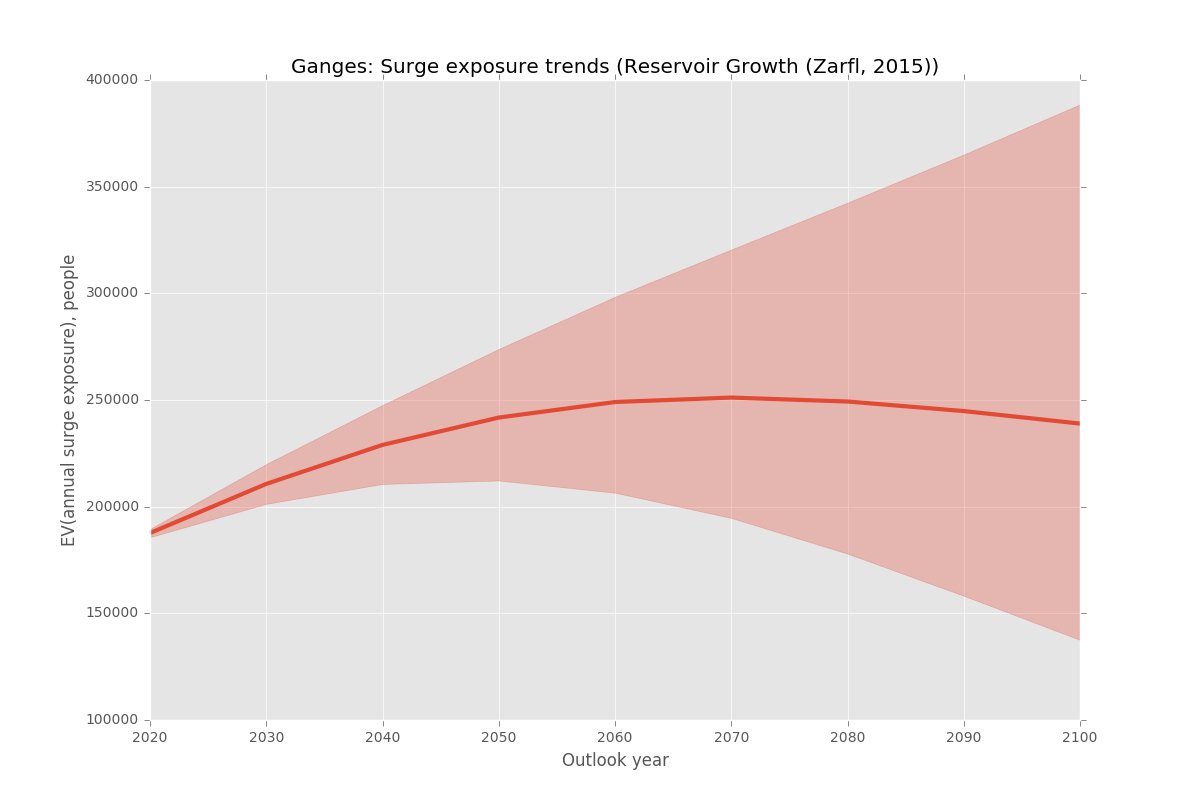 Ganges: Surge exposure trends (Reservoir Growth (Zarfl, 2015))
400000
350000
300000
250000
200000
150000
100000
EV(annual surge exposure), people
2020 2030 2040 2050 2060 2070 2080 2090 2100
Outlook year